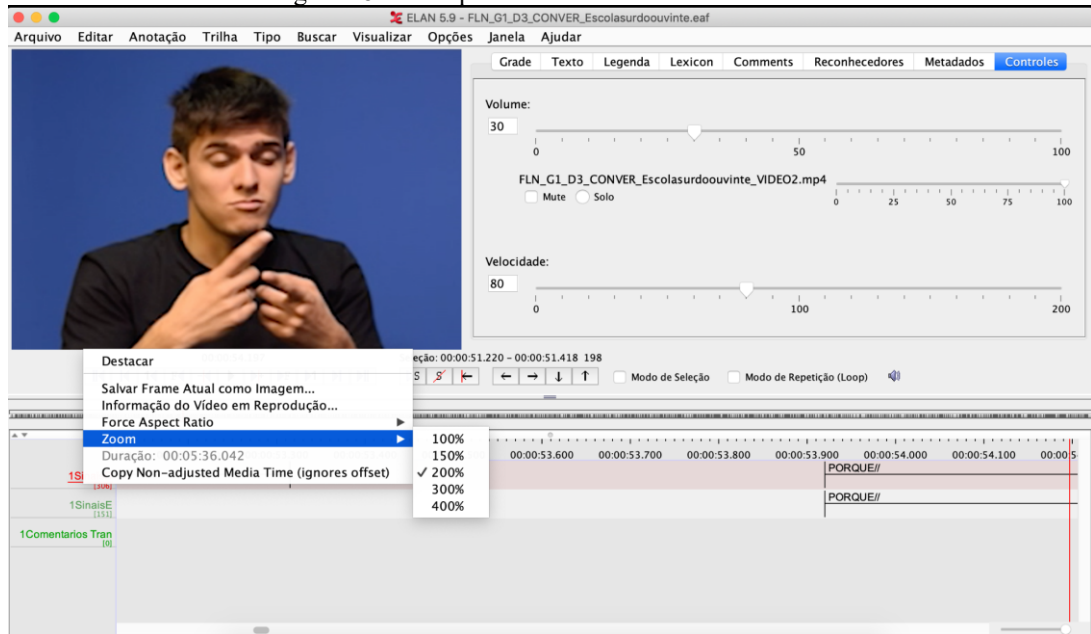 ELAN 5.9 - FLN_G1_D3_CONVER_Escolasurdoouvinte.eaf
Arquivo Editar Anotação Trilha Tipo Buscar Visualizar Opções Janela Ajudar
Grade Texto Legenda Lexicon Comments Reconhecedores Metadados Controles
Volume:
30
0 50 100
FLN_G1_D3_CONVER_Escolasurdoouvinte_VIDEO2.mp4
Mute Solo
0 25 50 75 100
Velocidade:
80
0 100 200
00:00:51.220 - 00:00:51.418 198
S S
Modo de Seleção Modo de Repetição (Loop)
Destacar
Salvar Frame Atual como Imagem...
Informação do Vídeo em Reprodução...
Force Aspect Ratio
Zoom
Duração: 00:05:36.042
Copy Non-adjusted Media Time (ignores offset)
100%
150%
✓ 200%
300%
400%
00:00:53.600 00:00:53.700 00:00:53.800 00:00:53.900 00:00:54.000 00:00:54.100 00:00:5
PORQUE//
[306]
1SinaisE
[151]
PORQUE//
1Comentarios Tran
[0]